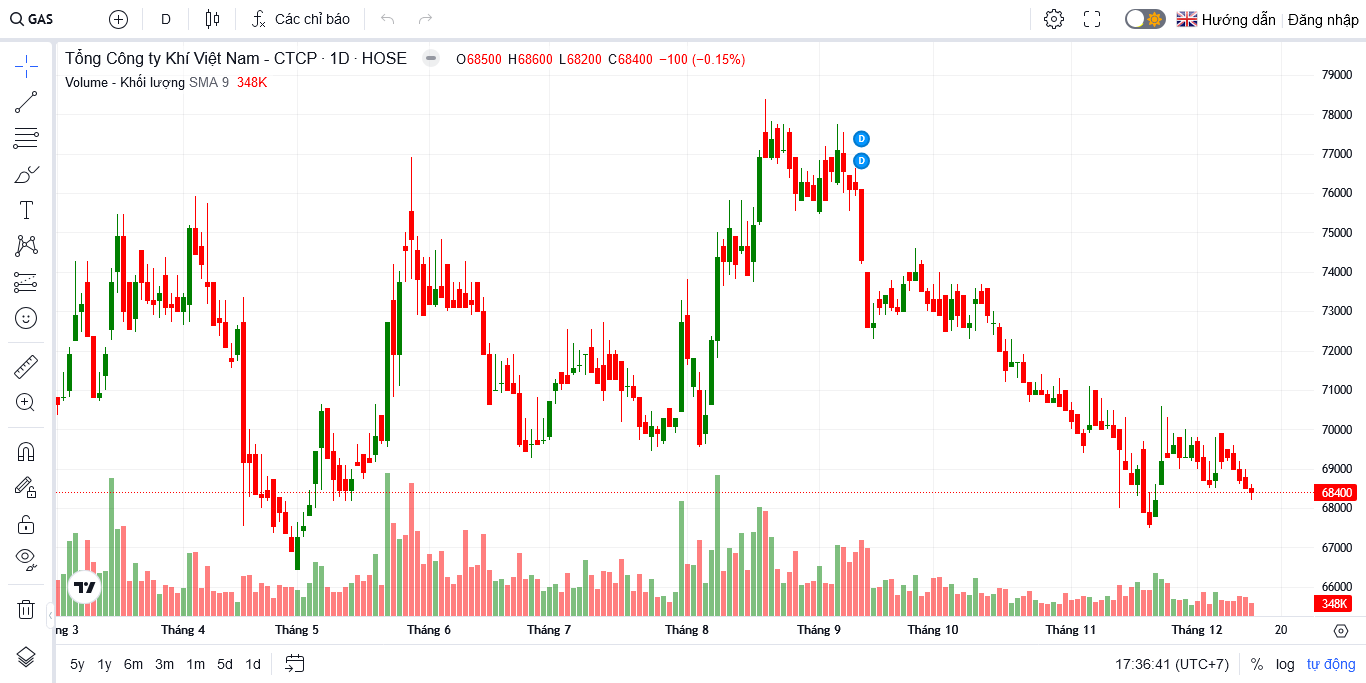 GAS D Các chỉ báo Hướng dẫn Đăng nhập
Tổng Công ty Khí Việt Nam - CTCP · 1D · HOSE O68500 H68600 L68200 C68400 −100 (−0.15%)
Volume - Khối lượng SMA 9 348K
79000
78000
D
77000
D
76000
75000
74000
73000
72000
71000
70000
69000
68400
68000
67000
66000
348K
ng 3 Tháng 4 Tháng 5 Tháng 6 Tháng 7 Tháng 8 Tháng 9 Tháng 10 Tháng 11 Tháng 12 20
5y 1y 6m 3m 1m 5d 1d 17:36:41 (UTC+7) % log tự động